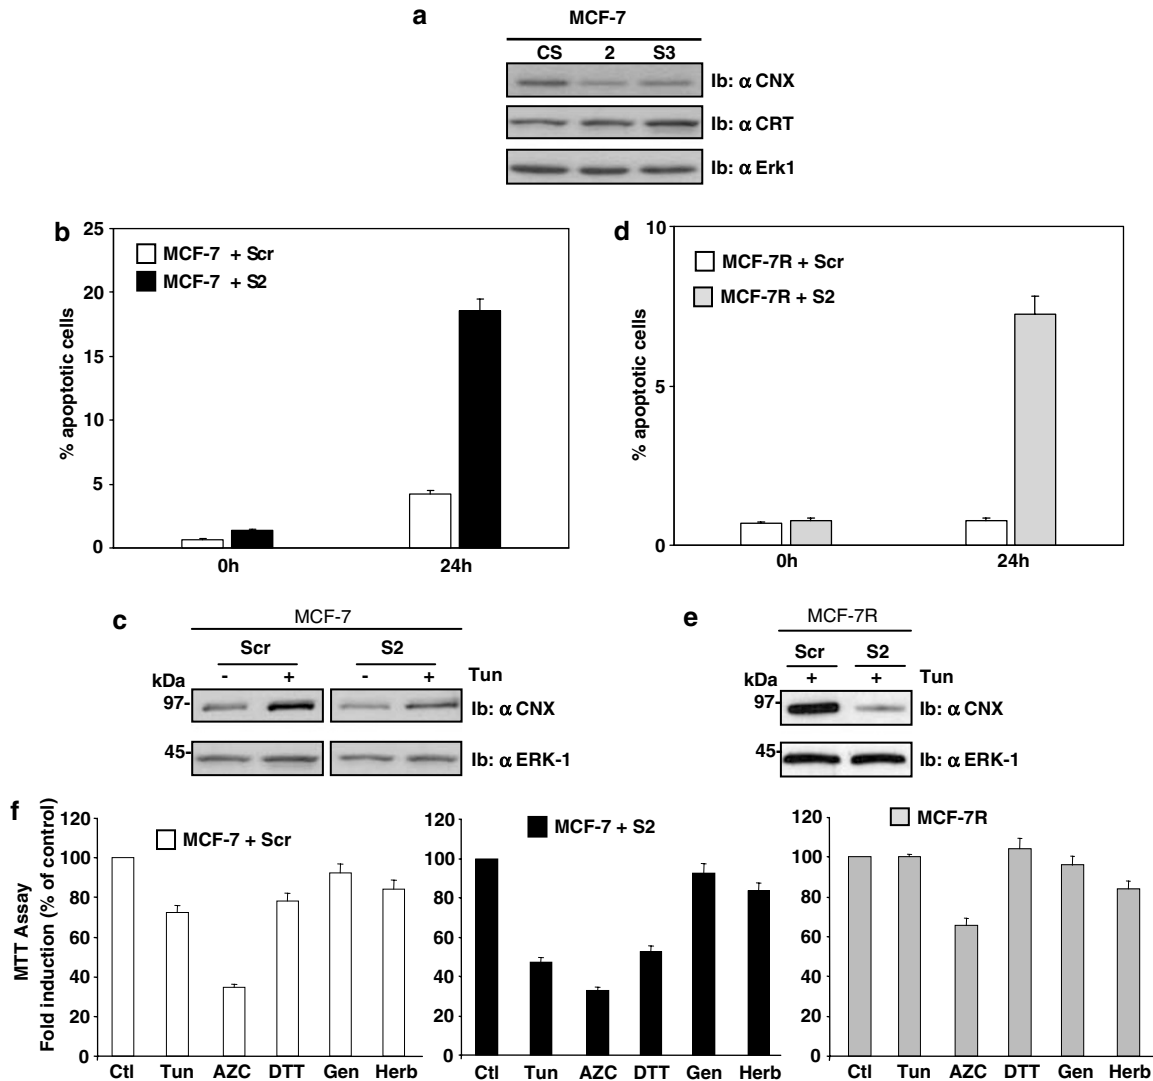 a
MCF-7
CS 2 S3
Ib: α CNX
Ib: α CRT
Ib: α Erk1
b
25
20
15
10
5
0
% apoptotic cells
MCF-7 + Scr
MCF-7 + S2
0h 24h
d
10
5
0
% apoptotic cells
MCF-7R + Scr
MCF-7R + S2
0h 24h
c
MCF-7
Scr S2
kDa - + - + Tun
97- Ib: α CNX
45- Ib: α ERK-1
e
MCF-7R
Scr S2
kDa + + Tun
97- Ib: α CNX
45- Ib: α ERK-1
f
MTT Assay
Fold induction (% of control)
120
100
80
60
40
20
0
MCF-7 + Scr
Ctl Tun AZC DTT Gen Herb
120
100
80
60
40
20
0
MCF-7 + S2
Ctl Tun AZC DTT Gen Herb
120
100
80
60
40
20
0
MCF-7R
Ctl Tun AZC DTT Gen Herb